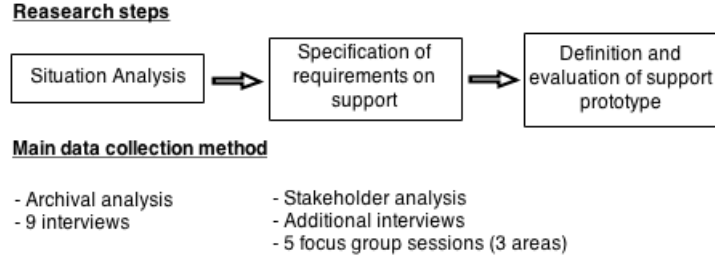 Reasearch steps
Situation Analysis
Specification of
requirements on
support
Definition and
evaluation of support
prototype
Main data collection method
- Archival analysis
- 9 interviews
- Stakeholder analysis
- Additional interviews
- 5 focus group sessions (3 areas)